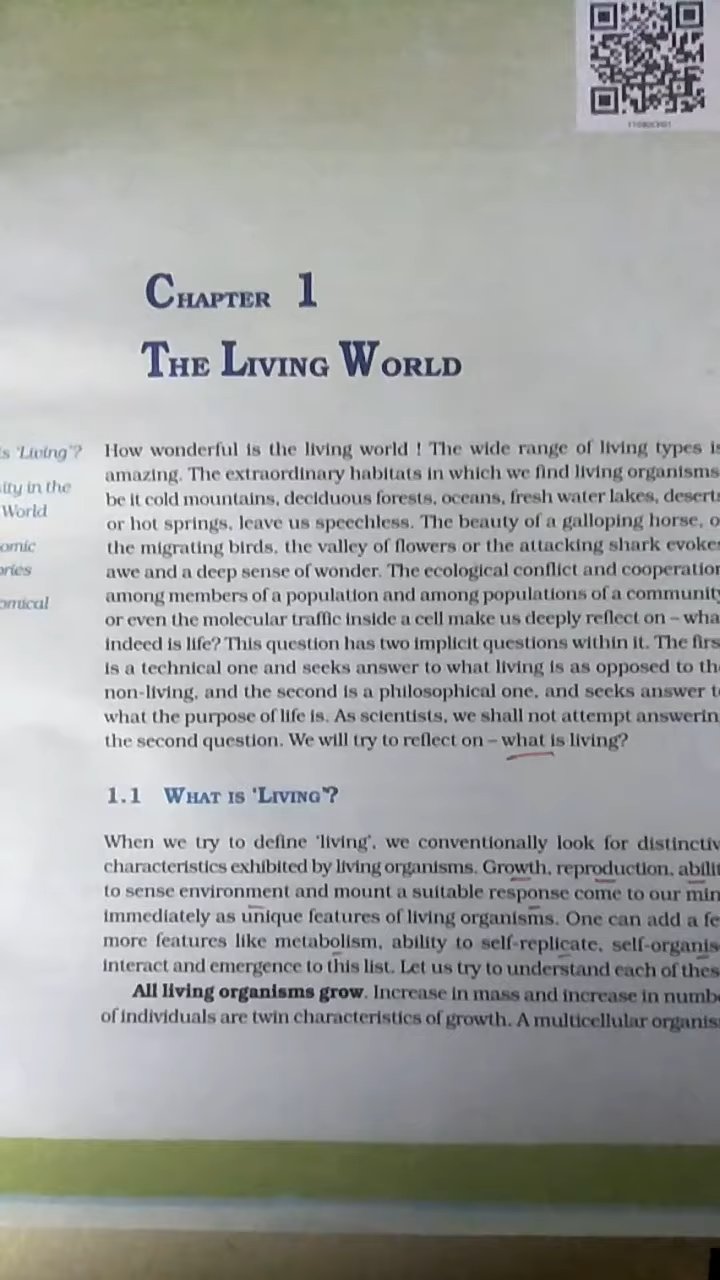 CHAPTER 1
THE LIVING WORLD
'Living'?
in the
World
How wonderful is the living world ! The wide range of living types is
amazing. The extraordinary habitats in which we find living organisms,
be it cold mountains, deciduous forests, oceans, fresh water lakes, deserts
or hot springs, leave us speechless. The beauty of a galloping horse, o
the migrating birds, the valley of flowers or the attacking shark evokes
awe and a deep sense of wonder. The ecological conflict and cooperation
among members of a population and among populations of a community
or even the molecular traffic inside a cell make us deeply reflect on – wha
indeed is life? This question has two implicit questions within it. The firs
is a technical one and seeks answer to what living is as opposed to the
non-living, and the second is a philosophical one, and seeks answer t
what the purpose of life is. As scientists, we shall not attempt answerin
the second question. We will try to reflect on – what is living?
1.1 WHAT IS 'LIVING'?
When we try to define 'living', we conventionally look for distinctiv
characteristics exhibited by living organisms. Growth, reproduction, abilit
to sense environment and mount a suitable response come to our min
immediately as unique features of living organisms. One can add a fe
more features like metabolism, ability to self-replicate, self-organis
interact and emergence to this list. Let us try to understand each of thes
All living organisms grow. Increase in mass and increase in numbe
of individuals are twin characteristics of growth. A multicellular organis